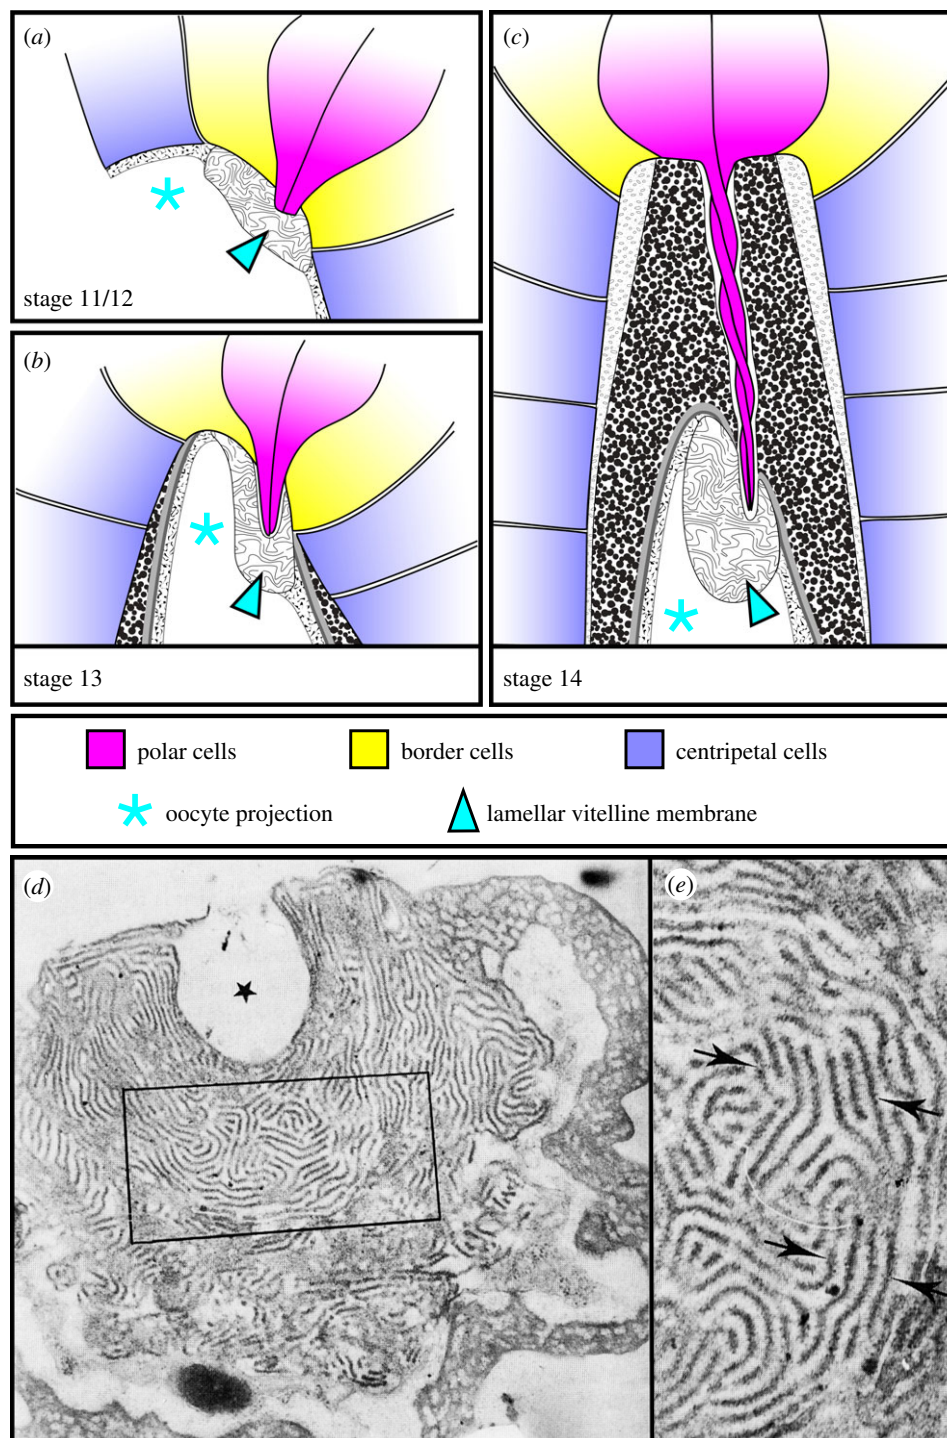 (a)
stage 11/12
(b)
stage 13
(c)
stage 14
polar cells
border cells
centripetal cells
oocyte projection
lamellar vitelline membrane
(d)
(e)